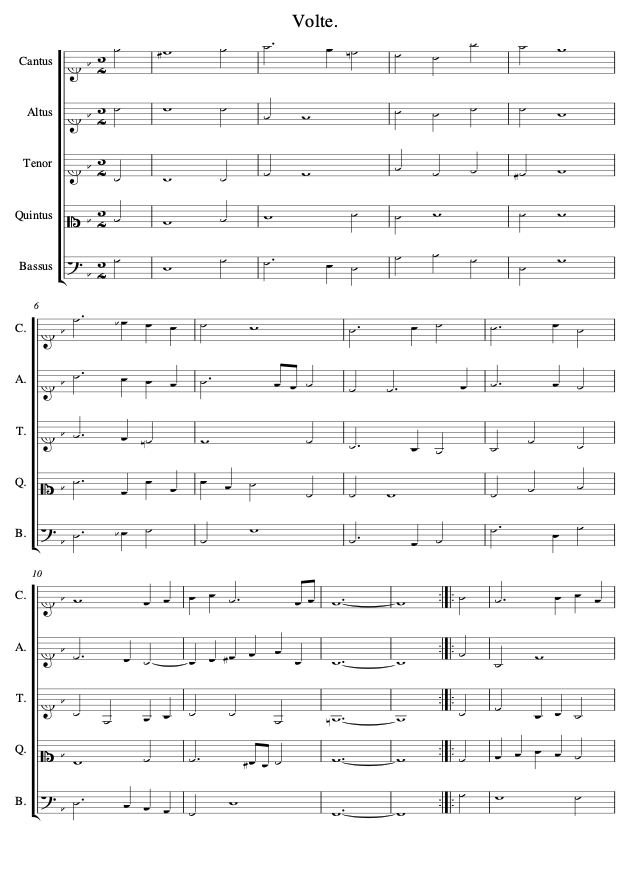 Volte.
Cantus
Altus
Tenor
Quintus
Bassus
6
C.
A.
T.
Q.
B.
10
C.
A.
T.
Q.
B.